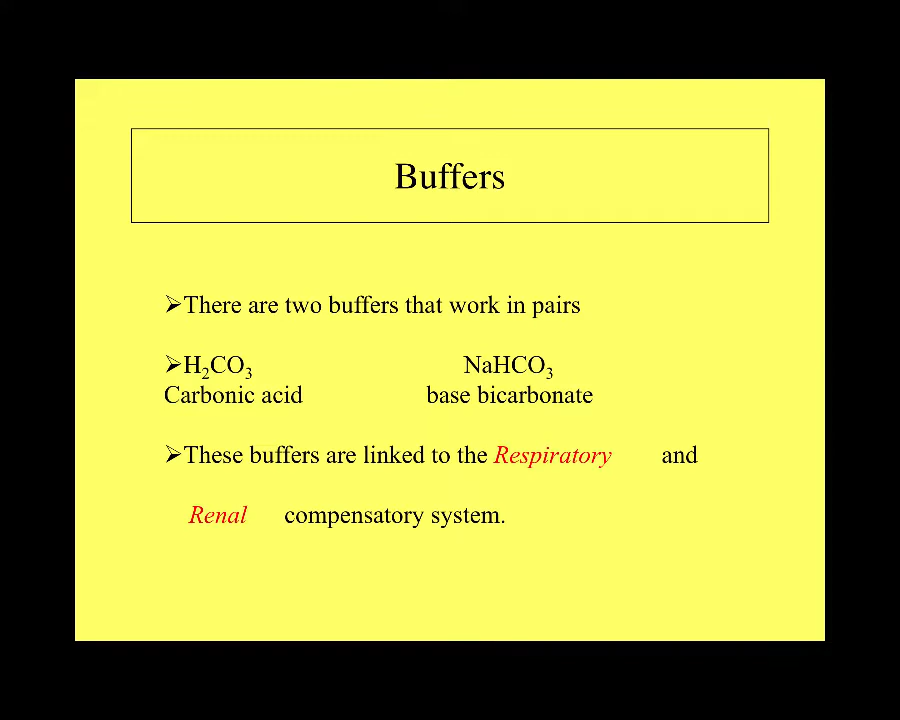 Buffers
➢There are two buffers that work in pairs
➢H₂CO₃ NaHCO₃
Carbonic acid base bicarbonate
➢These buffers are linked to the Respiratory and
Renal compensatory system.